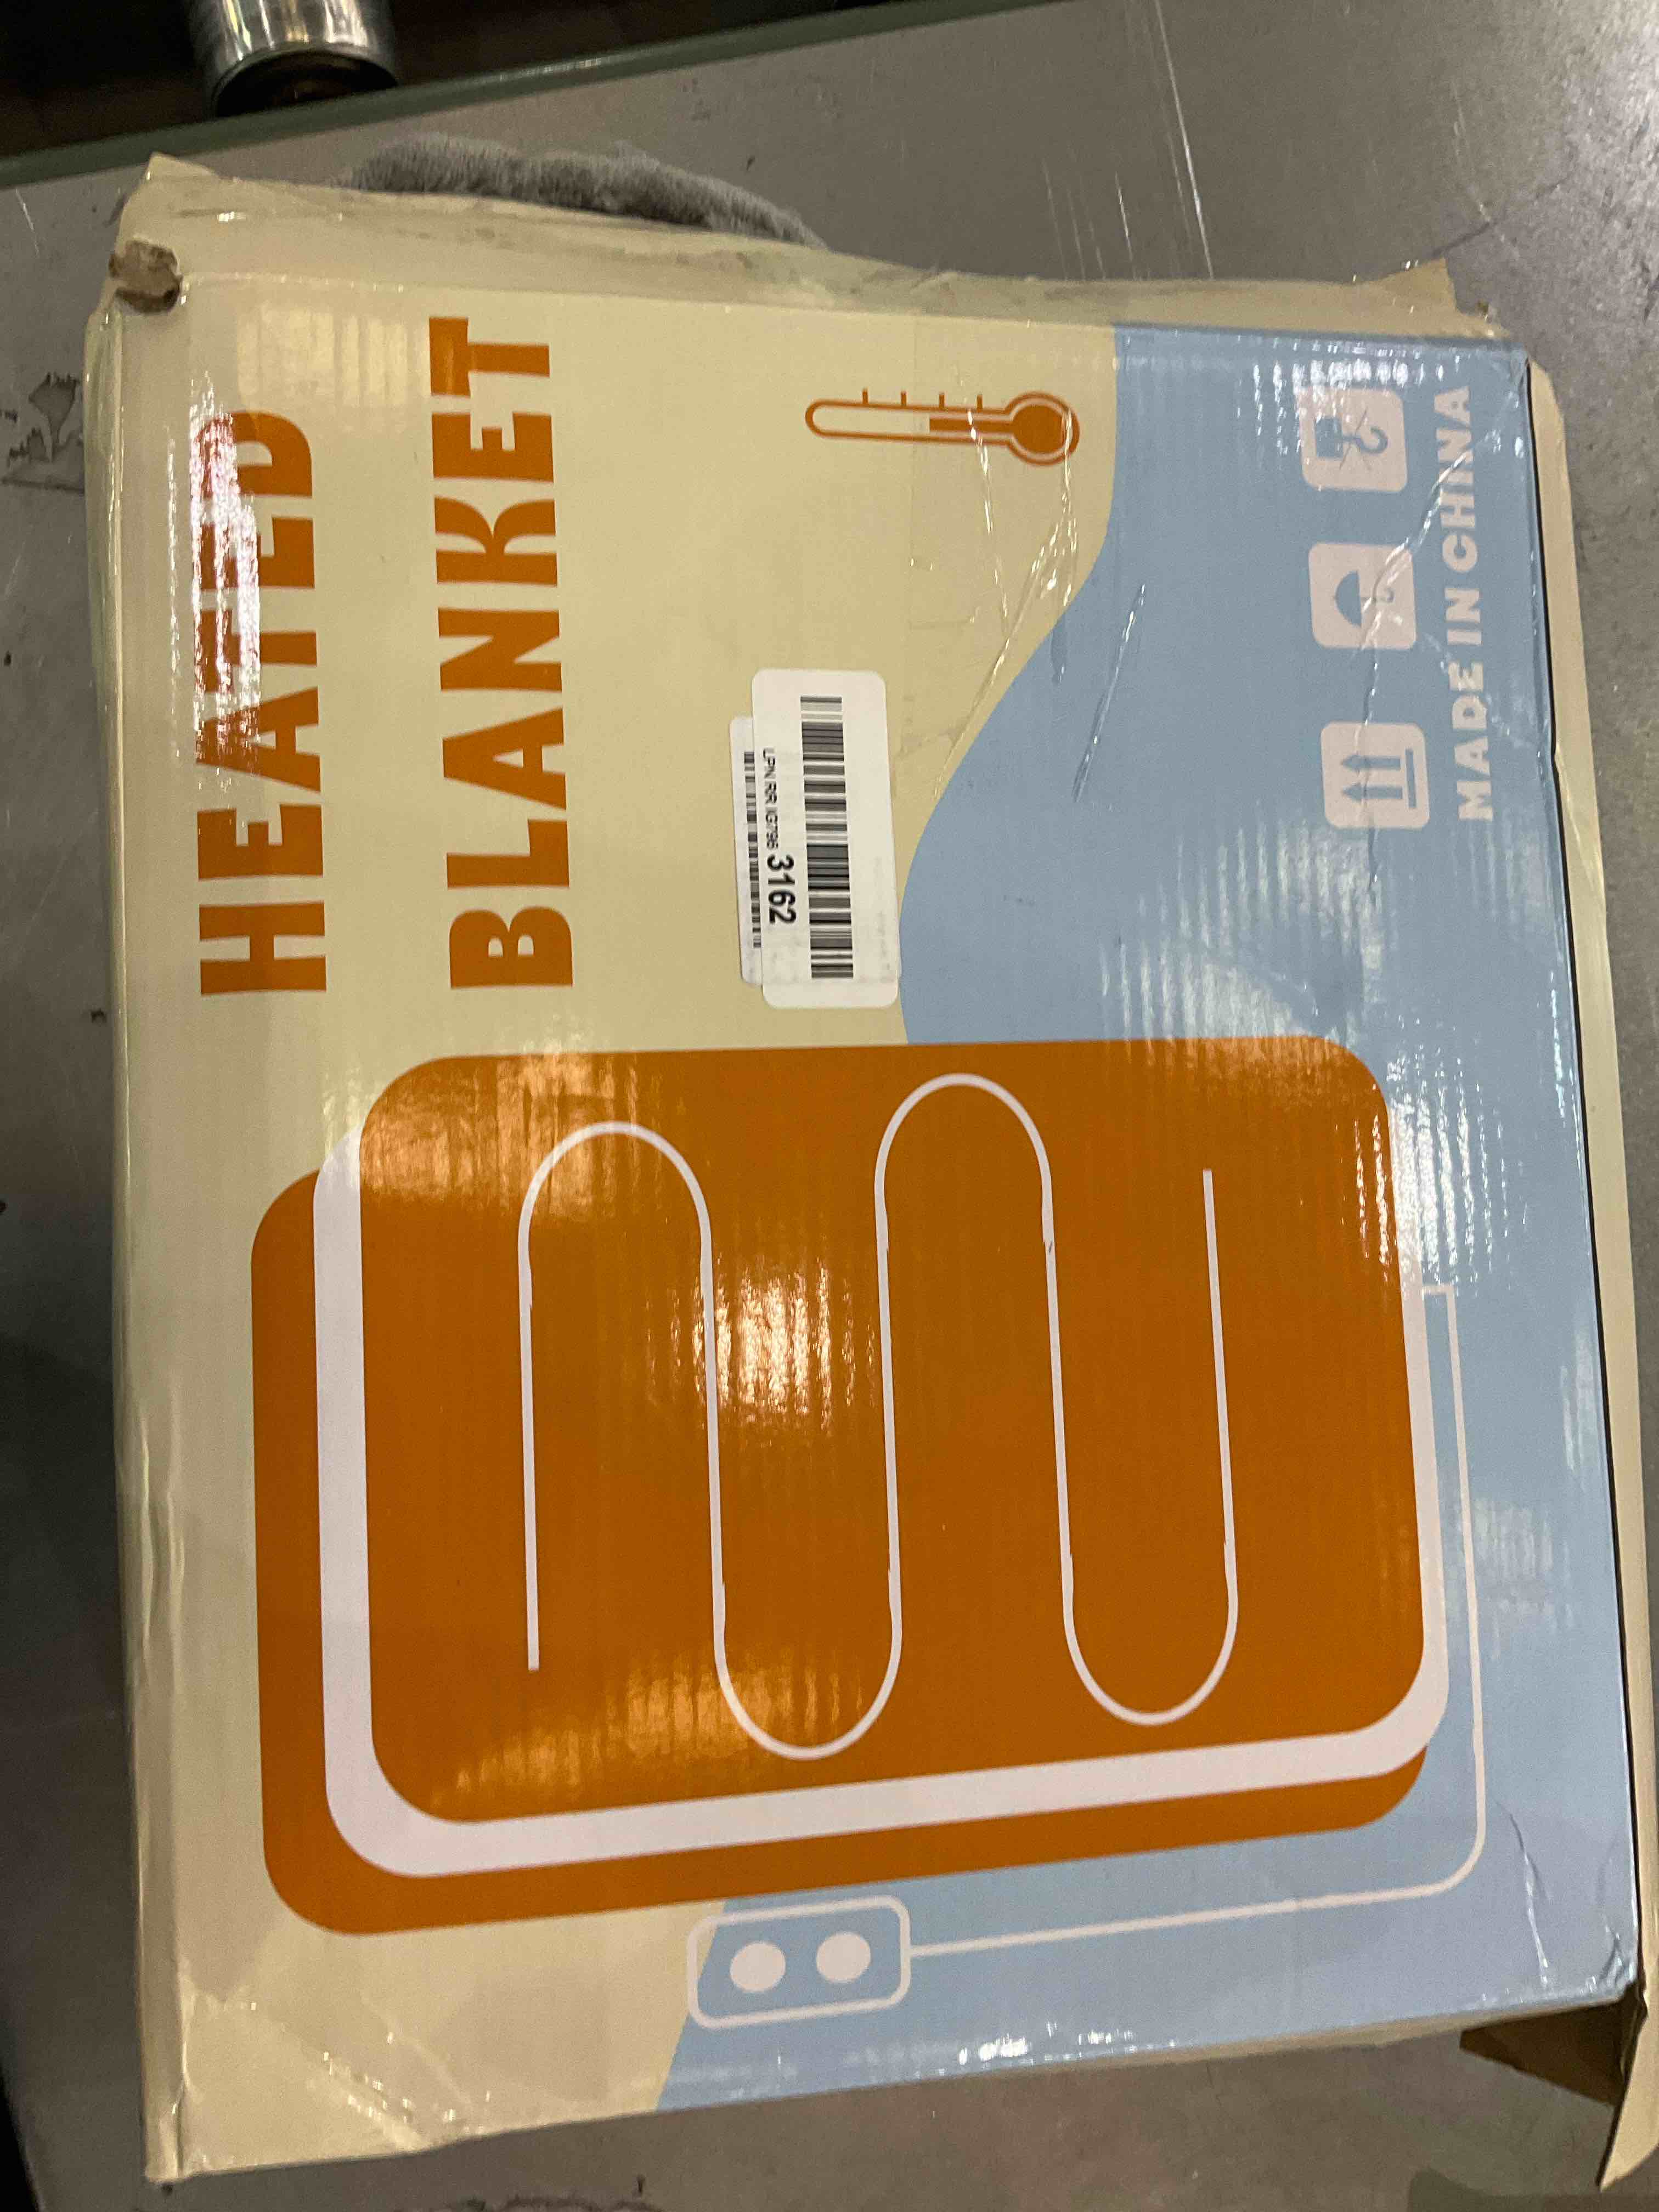 HEATED
BLANKET
3162
MADE IN CHINA